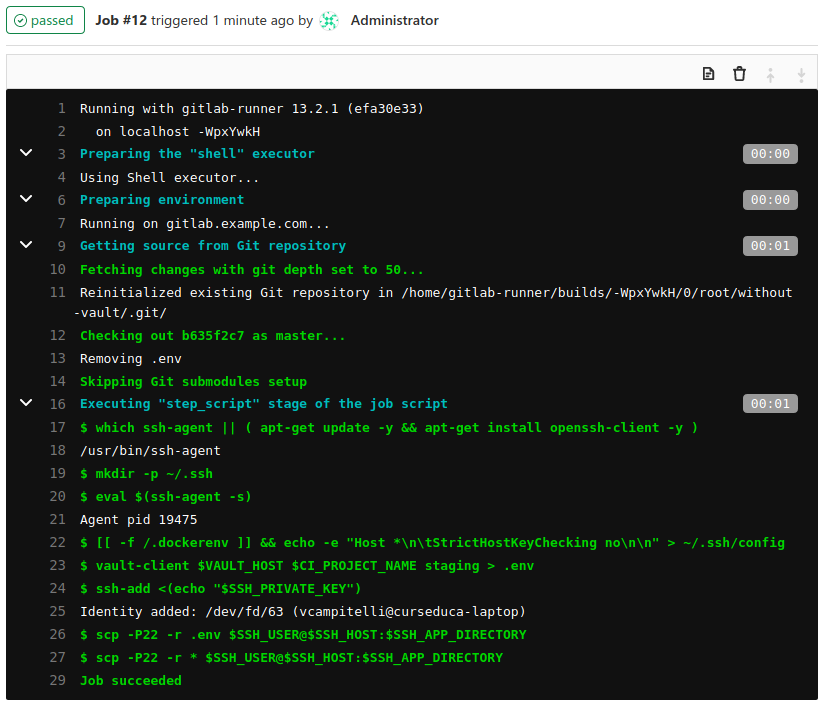 passed Job #12 triggered 1 minute ago by Administrator
1 Running with gitlab-runner 13.2.1 (efa30e33)
2 on localhost -WpxYwkH
3 Preparing the "shell" executor 00:00
4 Using Shell executor...
6 Preparing environment 00:00
7 Running on gitlab.example.com...
9 Getting source from Git repository 00:01
10 Fetching changes with git depth set to 50...
11 Reinitialized existing Git repository in /home/gitlab-runner/builds/-WpxYwkH/0/root/without
-vault/.git/
12 Checking out b635f2c7 as master...
13 Removing .env
14 Skipping Git submodules setup
16 Executing "step_script" stage of the job script 00:01
17 $ which ssh-agent || ( apt-get update -y && apt-get install openssh-client -y )
18 /usr/bin/ssh-agent
19 $ mkdir -p ~/.ssh
20 $ eval $(ssh-agent -s)
21 Agent pid 19475
22 $ [[ -f /.dockerenv ]] && echo -e "Host *\n\tStrictHostKeyChecking no\n\n" > ~/.ssh/config
23 $ vault-client $VAULT_HOST $CI_PROJECT_NAME staging > .env
24 $ ssh-add <(echo "$SSH_PRIVATE_KEY")
25 Identity added: /dev/fd/63 (vcampitelli@curseduca-laptop)
26 $ scp -P22 -r .env $SSH_USER@$SSH_HOST:$SSH_APP_DIRECTORY
27 $ scp -P22 -r * $SSH_USER@$SSH_HOST:$SSH_APP_DIRECTORY
29 Job succeeded